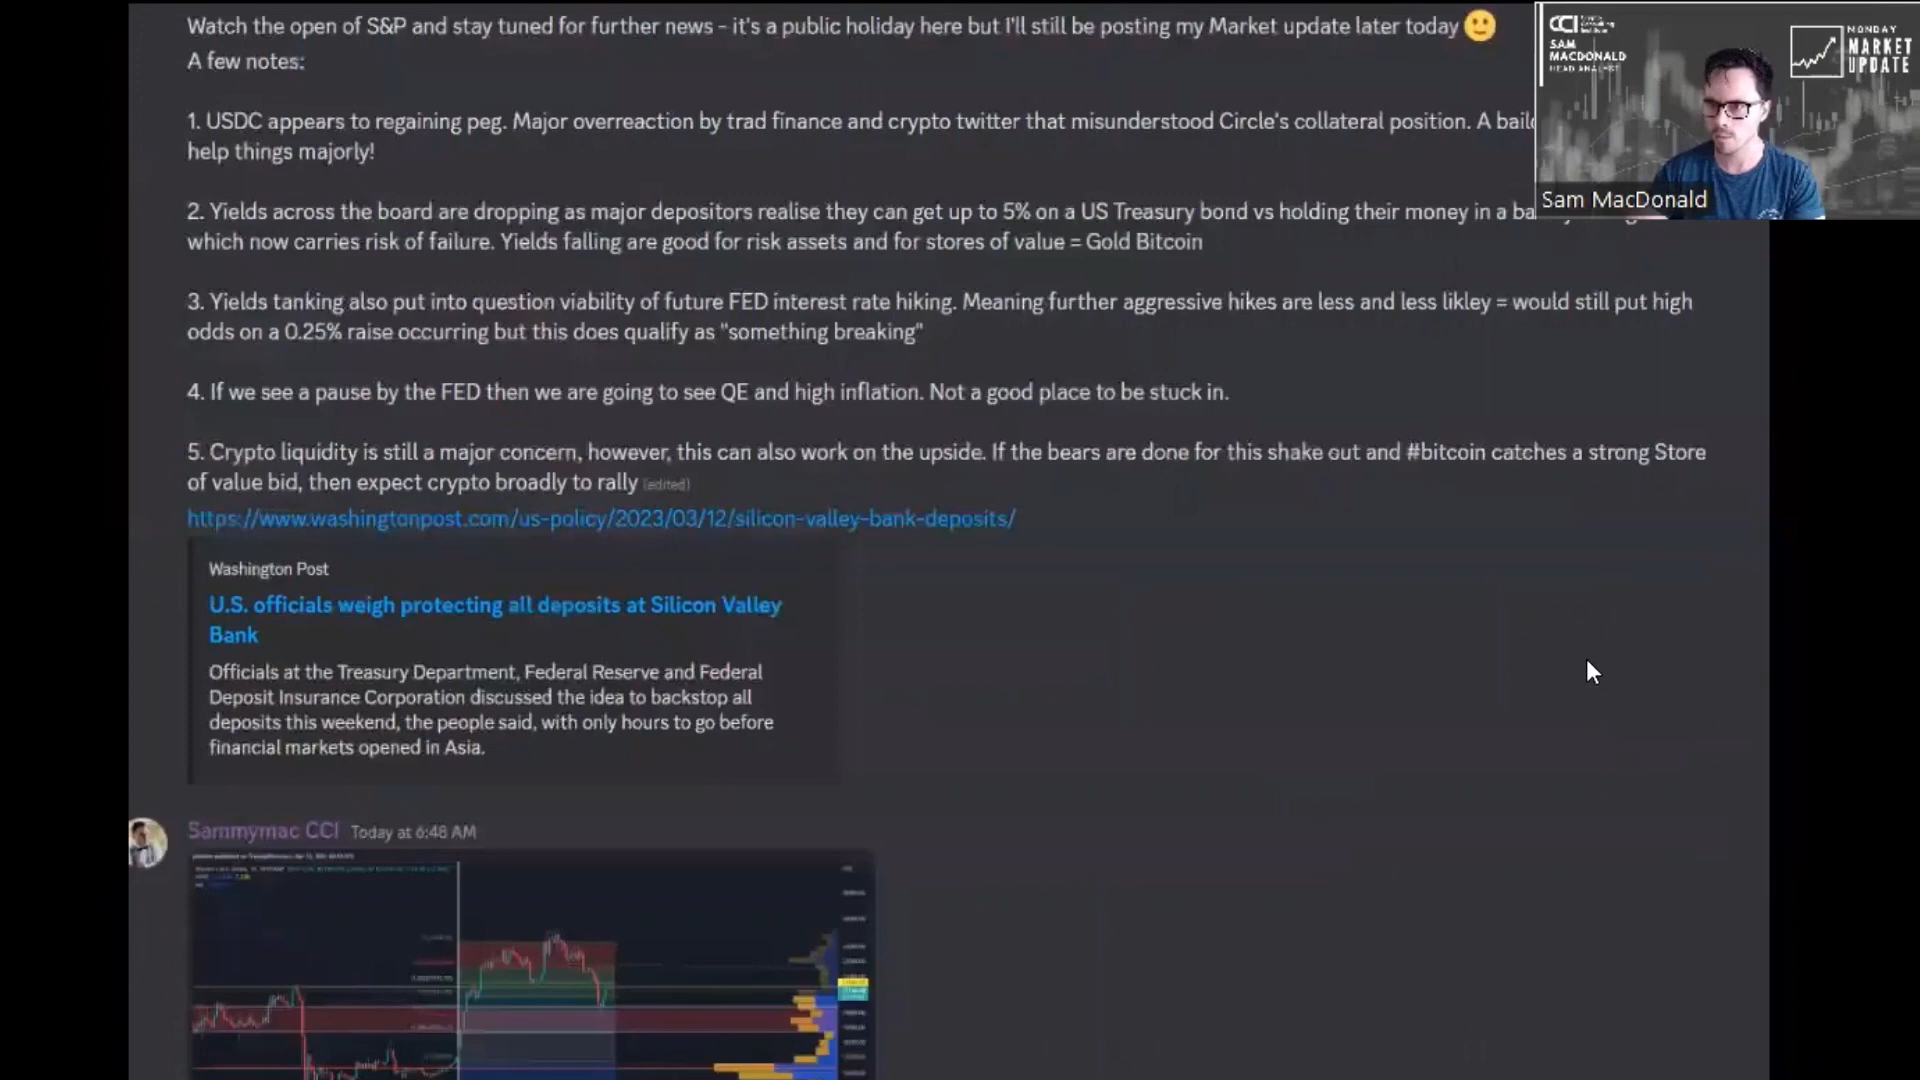 Watch the open of S&P and stay tuned for further news - it's a public holiday here but I'll still be posting my Market update later today
A few notes:
CCI
SAM
MACDONALD
HEAD ANALYST
MONDAY
MARKET
UPDATE
1. USDC appears to regaining peg. Major overreaction by trad finance and crypto twitter that misunderstood Circle's collateral position. A
help things majorly!
Sam MacDonald
2. Yields across the board are dropping as major depositors realise they can get up to 5% on a US Treasury bond vs holding their money in a
which now carries risk of failure. Yields falling are good for risk assets and for stores of value = Gold Bitcoin
3. Yields tanking also put into question viability of future FED interest rate hiking. Meaning further aggressive hikes are less and less likley = would still put high
odds on a 0.25% raise occurring but this does qualify as "something breaking"
4. If we see a pause by the FED then we are going to see QE and high inflation. Not a good place to be stuck in.
5. Crypto liquidity is still a major concern, however, this can also work on the upside. If the bears are done for this shake out and #bitcoin catches a strong Store
of value bid, then expect crypto broadly to rally (edited)
https://www.washingtonpost.com/us-policy/2023/03/12/silicon-valley-bank-deposits/
Washington Post
U.S. officials weigh protecting all deposits at Silicon Valley
Bank
Officials at the Treasury Department, Federal Reserve and Federal
Deposit Insurance Corporation discussed the idea to backstop all
deposits this weekend, the people said, with only hours to go before
financial markets opened in Asia.
Sammymac CCI Today at 6:48 AM